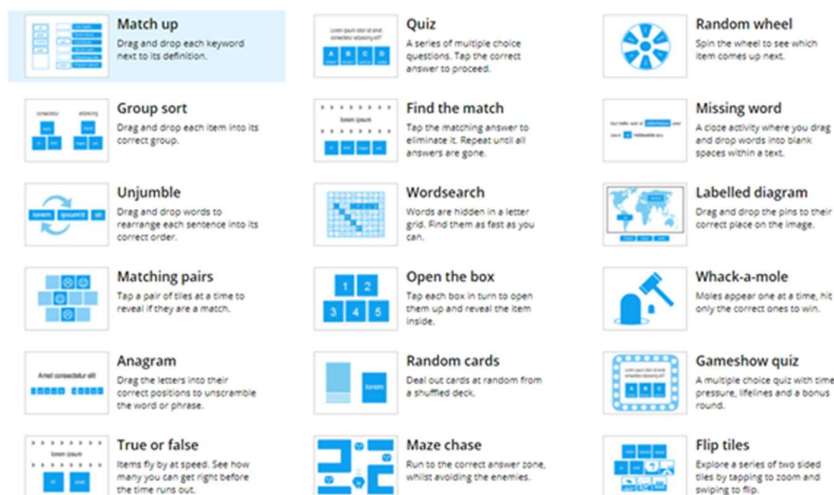 Match up
Drag and drop each keyword
next to its definition.
Quiz
A series of multiple choice
questions. Tap the correct
answer to proceed.
Random wheel
Spin the wheel to see which
item comes up next.
Group sort
Drag and drop each item into its
correct group.
Find the match
Tap the matching answer to
eliminate it. Repeat until all
answers are gone.
Missing word
A cloze activity where you drag
and drop words into blank
spaces within a text.
Unjumble
Drag and drop words to
rearrange each sentence into its
correct order.
lorem ipsum'd sit
Wordsearch
Words are hidden in a letter
grid. Find them as fast as you
can.
Labelled diagram
Drag and drop the pins to their
correct place on the image.
Matching pairs
Tap a pair of tiles at a time to
reveal if they are a match.
1 2
3 4 5
Open the box
Tap each box in turn to open
them up and reveal the item
inside.
Whack-a-mole
Moles appear one at a time, hit
only the correct ones to win.
Amet consectetur elit
Anagram
Drag the letters into their
correct positions to unscramble
the word or phrase.
lorem
Random cards
Deal out cards at random from
a shuffled deck.
Gameshow quiz
A multiple choice quiz with time
pressure, lifelines and a bonus
round.
True or false
Items fly by at speed. See how
many you can get right before
the time runs out.
Maze chase
Run to the correct answer zone,
whilst avoiding the enemies.
Flip tiles
Explore a series of two sided
tiles by tapping to zoom and
swiping to flip.